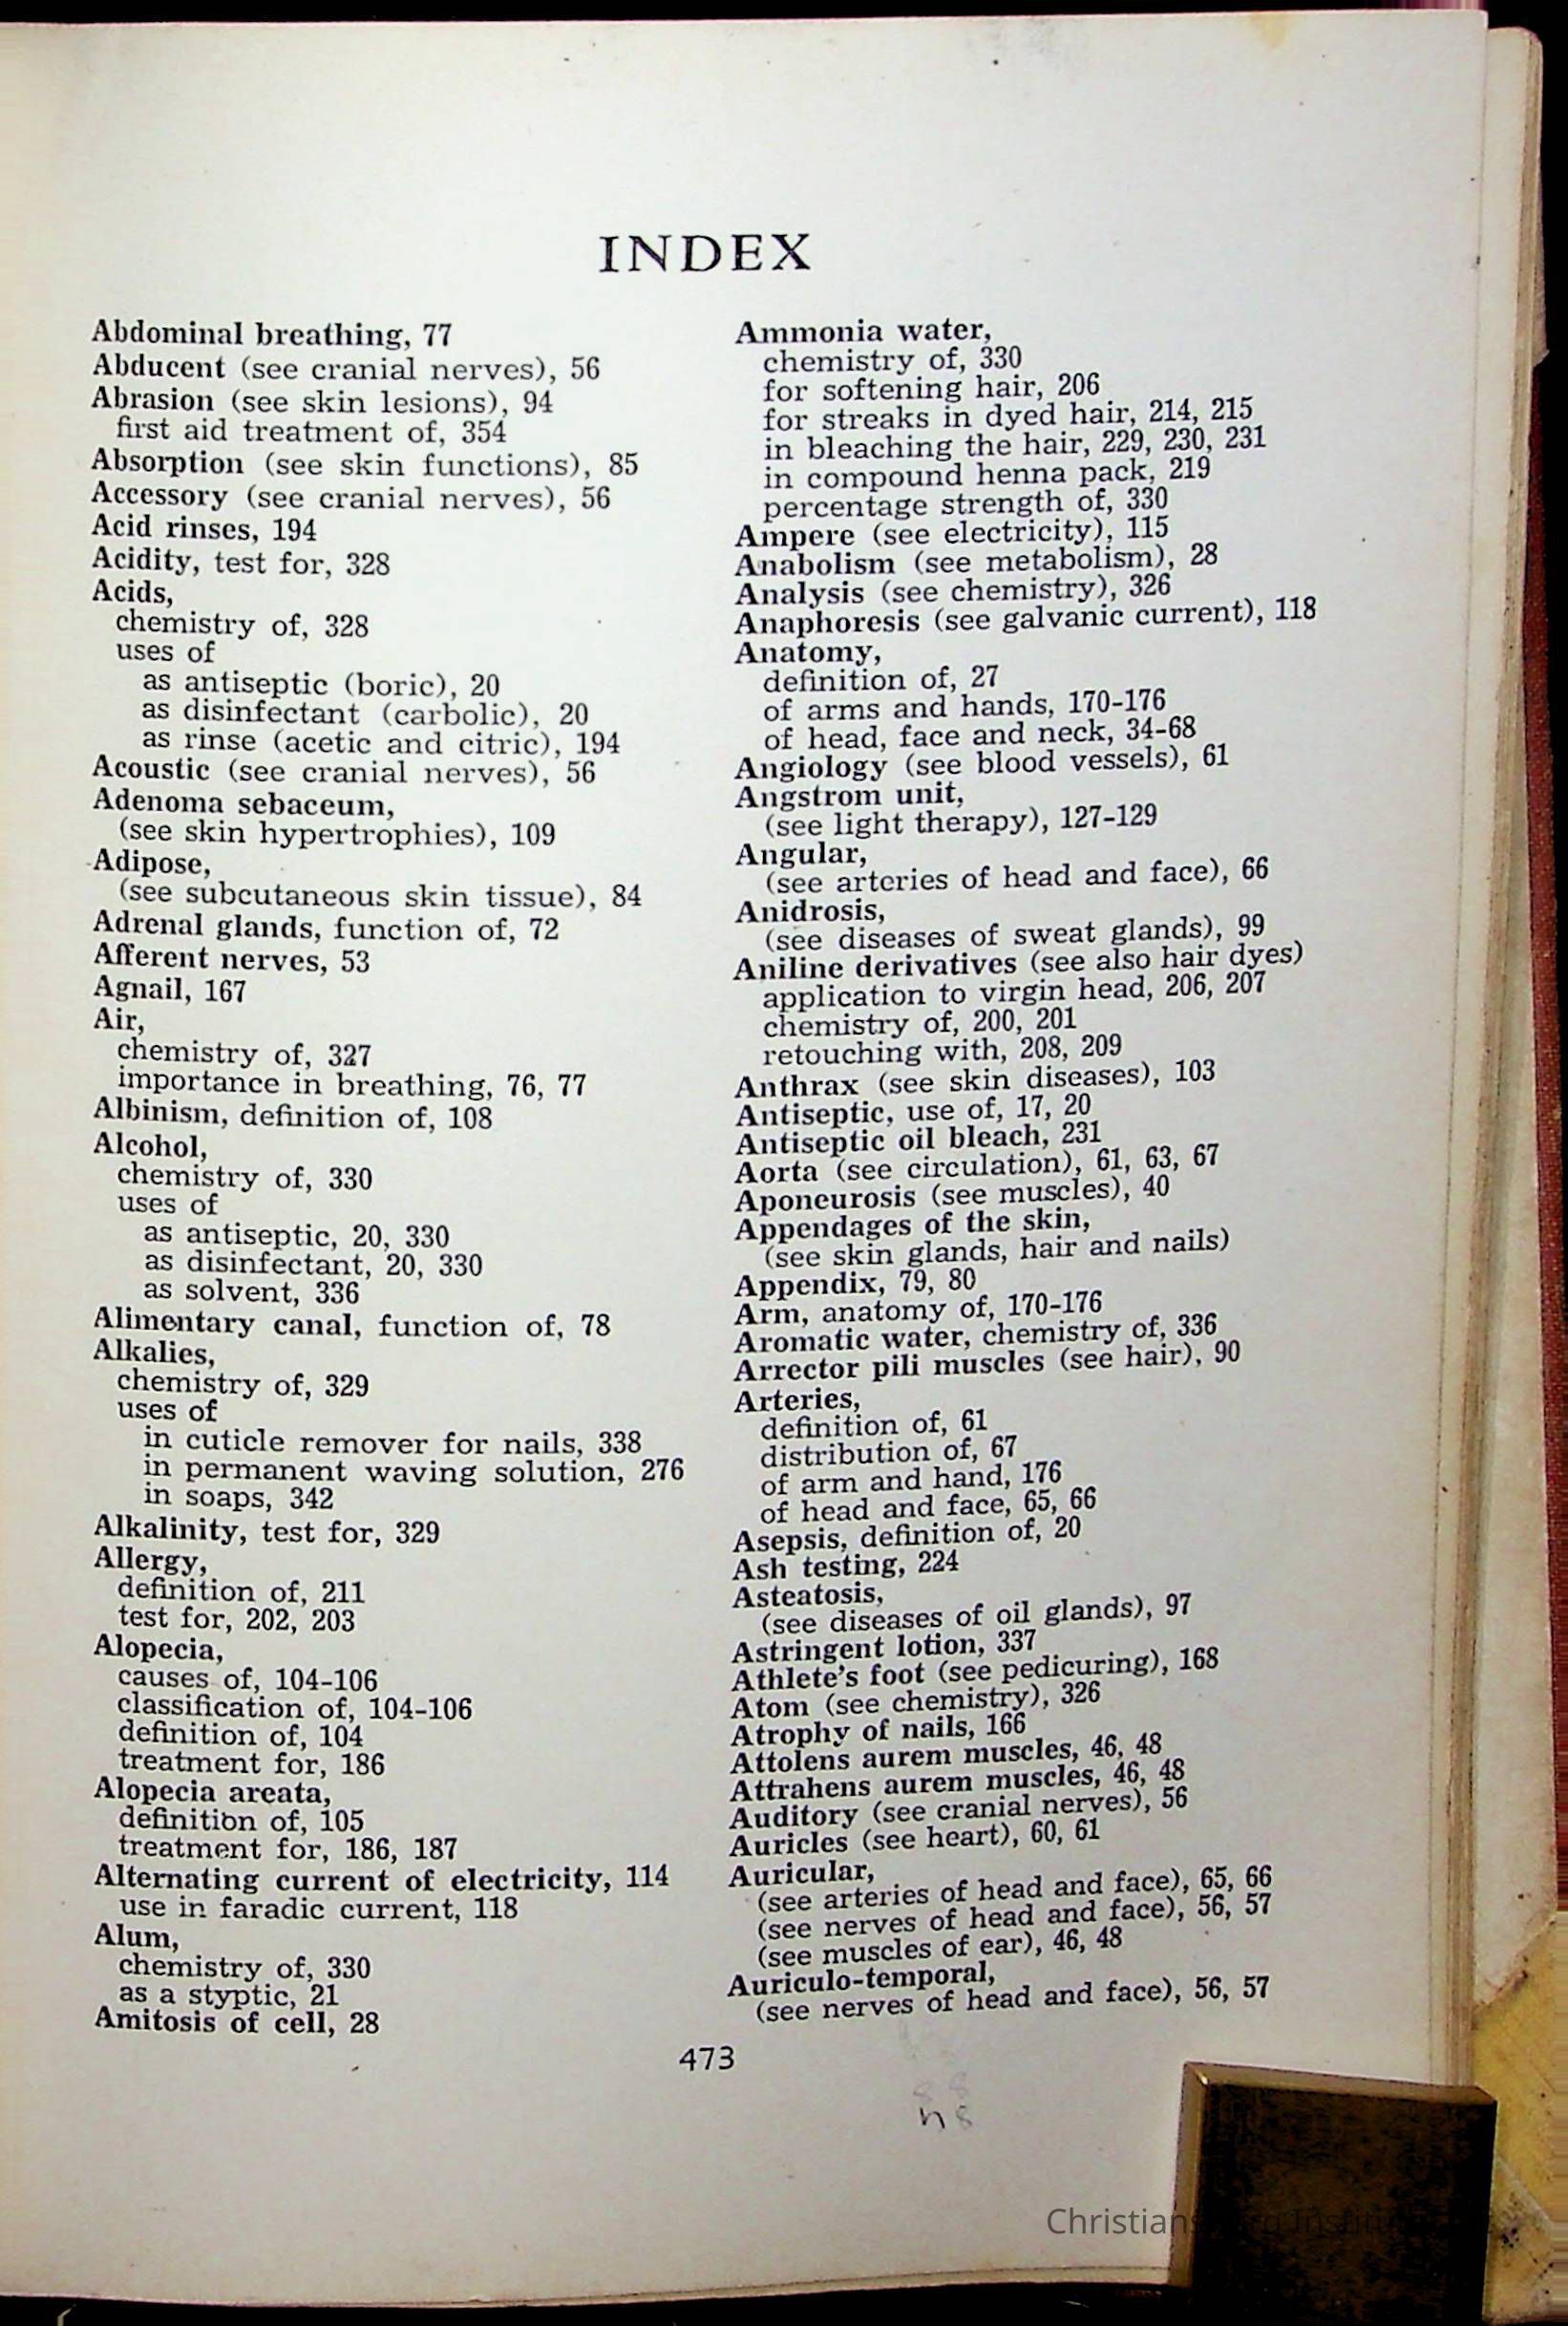 INDEX
Abdominal breathing, 77
Abducent (see cranial nerves), 56
Abrasion (see skin lesions), 94
first aid treatment of, 354
Absorption (see skin functions), 85
Accessory (see cranial nerves), 56
Acid rinses, 194
Acidity, test for, 328
Acids,
chemistry of, 328
uses of
as antiseptic (boric), 20
as disinfectant (carbolic), 20
as rinse (acetic and citric), 194
Acoustic (see cranial nerves), 56
Adenoma sebaceum,
(see skin hypertrophies), 109
Adipose,
(see subcutaneous skin tissue), 84
Adrenal glands, function of, 72
Afferent nerves, 53
Agnail, 167
Air,
chemistry of, 327
importance in breathing, 76, 77
Albinism, definition of, 108
Alcohol,
chemistry of, 330
uses of
as antiseptic, 20, 330
as disinfectant, 20, 330
as solvent, 336
Alimentary canal, function of, 78
Alkalies,
chemistry of, 329
uses of
in cuticle remover for nails, 338
in permanent waving solution, 276
in soaps, 342
Alkalinity, test for, 329
Allergy,
definition of, 211
test for, 202, 203
Alopecia,
causes of, 104-106
classification of, 104-106
definition of, 104
treatment for, 186
Alopecia areata,
definition of, 105
treatment for, 186, 187
Alternating current of electricity, 114
use in faradic current, 118
Alum,
chemistry of, 330
as a styptic, 21
Amitosis of cell, 28
Ammonia water,
chemistry of, 330
for softening hair, 206
for streaks in dyed hair, 214, 215
in bleaching the hair, 229, 230, 231
in compound henna pack, 219
percentage strength of, 330
Ampere (see electricity), 115
Anabolism (see metabolism), 28
Analysis (see chemistry), 326
Anaphoresis (see galvanic current), 118
Anatomy,
definition of, 27
of arms and hands, 170-176
of head, face and neck, 34-68
Angiology (see blood vessels), 61
Angstrom unit,
(see light therapy), 127-129
Angular,
(see arteries of head and face), 66
Anidrosis,
(see diseases of sweat glands), 99
Aniline derivatives (see also hair dyes)
application to virgin head, 206, 207
chemistry of, 200, 201
retouching with, 208, 209
Anthrax (see skin diseases), 103
Antiseptic, use of, 17, 20
Antiseptic oil bleach, 231
Aorta (see circulation), 61, 63, 67
Aponeurosis (see muscles), 40
Appendages of the skin,
(see skin glands, hair and nails)
Appendix, 79, 80
Arm, anatomy of, 170-176
Aromatic water, chemistry of, 336
Arrector pili muscles (see hair), 90
Arteries,
definition of, 61
distribution of, 67
of arm and hand, 176
of head and face, 65, 66
Asepsis, definition of, 20
Ash testing, 224
Asteatosis,
(see diseases of oil glands), 97
Astringent lotion, 337
Athlete's foot (see pedicuring), 168
Atom (see chemistry), 326
Atrophy of nails, 166
Attolens aurem muscles, 46, 48
Attrahens aurem muscles, 46, 48
Auditory (see cranial nerves), 56
Auricles (see heart), 60, 61
Auricular,
(see arteries of head and face), 65, 66
(see nerves of head and face), 56, 57
(see muscles of ear), 46, 48
Auriculo-temporal,
(see nerves of head and face), 56, 57
473